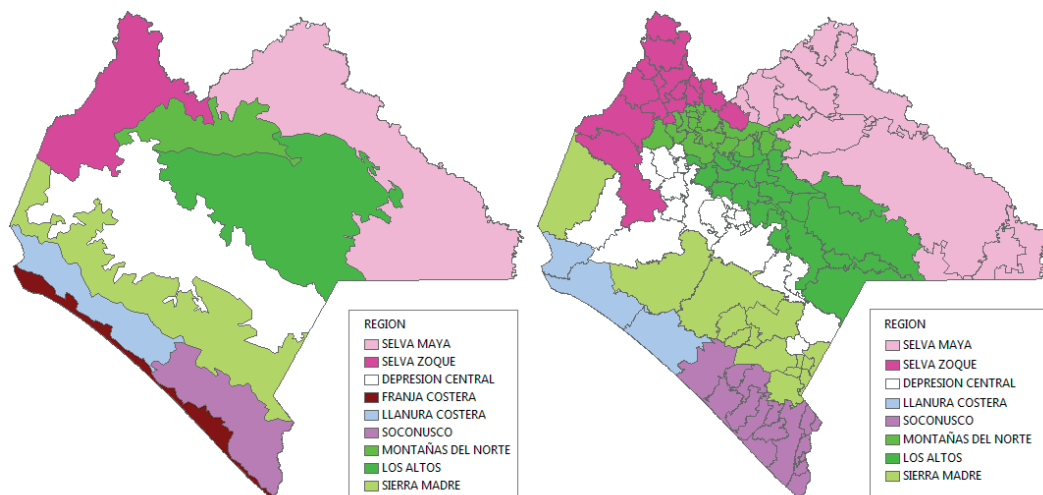 REGION
SELVA MAYA
SELVA ZOQUE
DEPRESION CENTRAL
FRANJA COSTERA
LLANURA COSTERA
SOCONUSCO
MONTAÑAS DEL NORTE
LOS ALTOS
SIERRA MADRE
REGION
SELVA MAYA
SELVA ZOQUE
DEPRESION CENTRAL
LLANURA COSTERA
SOCONUSCO
MONTAÑAS DEL NORTE
LOS ALTOS
SIERRA MADRE